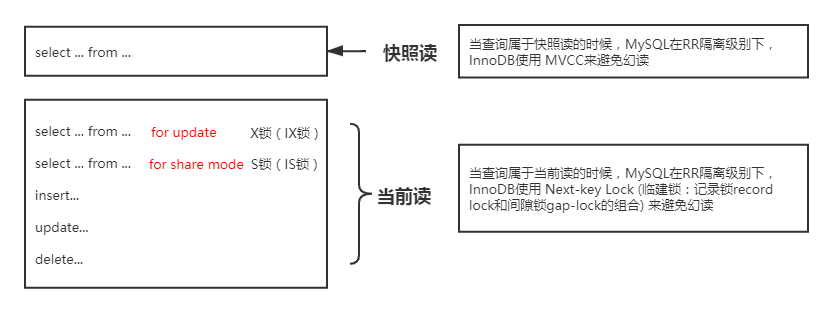 select ... from ...
快照读
当查询属于快照读的时候，MySQL在RR隔离级别下，
InnoDB使用 MVCC来避免幻读
select ... from ... for update X锁 ( IX锁 )
select ... from ... for share mode S锁 ( IS锁 )
insert...
update...
delete...
当前读
当查询属于当前读的时候，MySQL在RR隔离级别下，
InnoDB使用 Next-key Lock (临建锁：记录锁record
lock和间隙锁gap-lock的组合) 来避免幻读